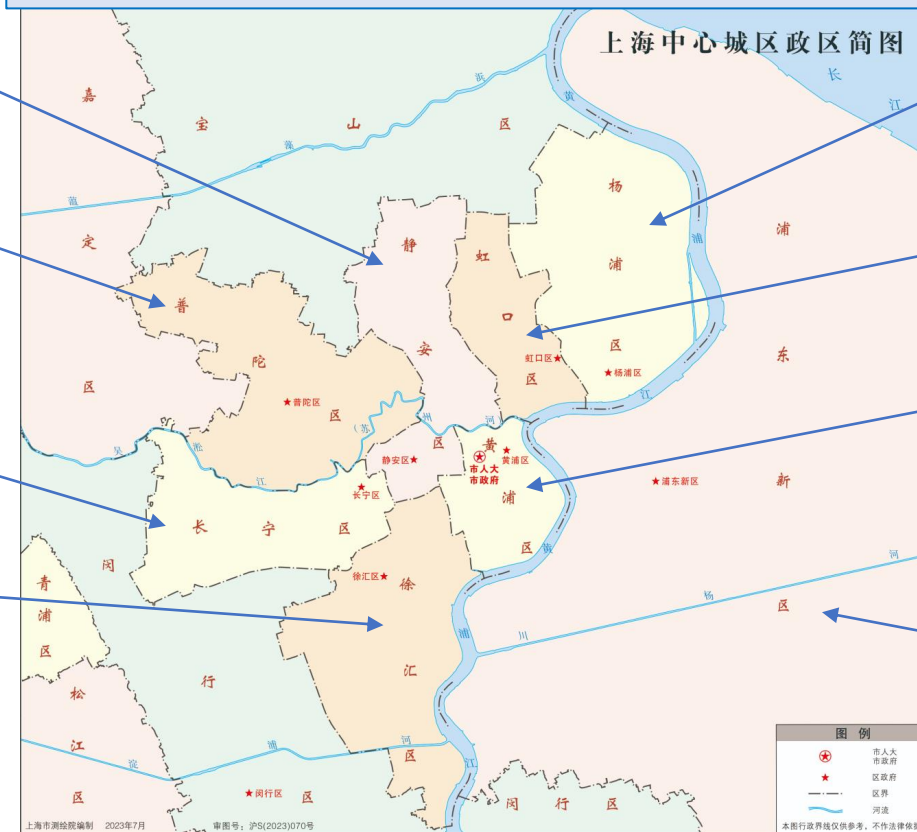 上海中心城区政区简图
长江
嘉定区
宝山区
蕰藻浜
黄浦江
杨浦区
浦东新区
静安区
虹口区
普陀区
虹口区
杨浦区
普陀区
吴淞江
(苏州河
静安区
黄浦区
市人大
市政府
黄浦区
长宁区
长宁区
浦东新区
徐汇区
徐汇区
青浦区
闵行区
黄浦江
川杨河
松江区
淀浦河
闵行区
闵行区
图例
市人大
市政府
区政府
区界
河流
本图行政界线仅供参考,不作法律依据
上海市测绘院编制 2023年7月
审图号:沪S(2023)070号